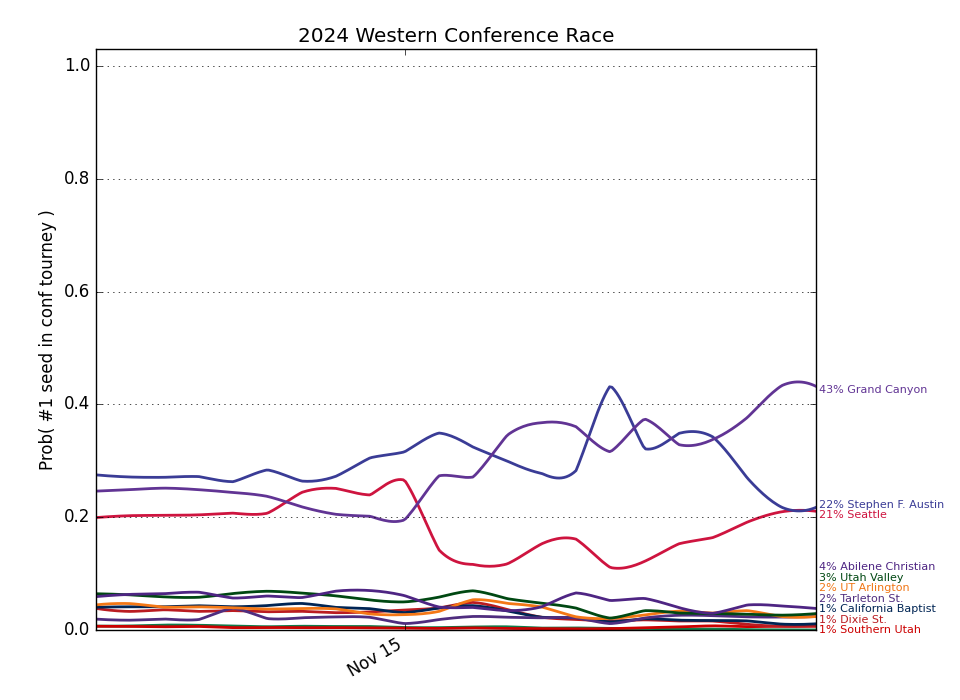 2024 Western Conference Race
Prob( #1 seed in conf tourney )
1.0
0.8
0.6
0.4
0.2
0.0
Nov 15
43% Grand Canyon
22% Stephen F. Austin
21% Seattle
4% Abilene Christian
3% Utah Valley
2% UT Arlington
2% Tarleton St.
1% California Baptist
1% Dixie St.
1% Southern Utah